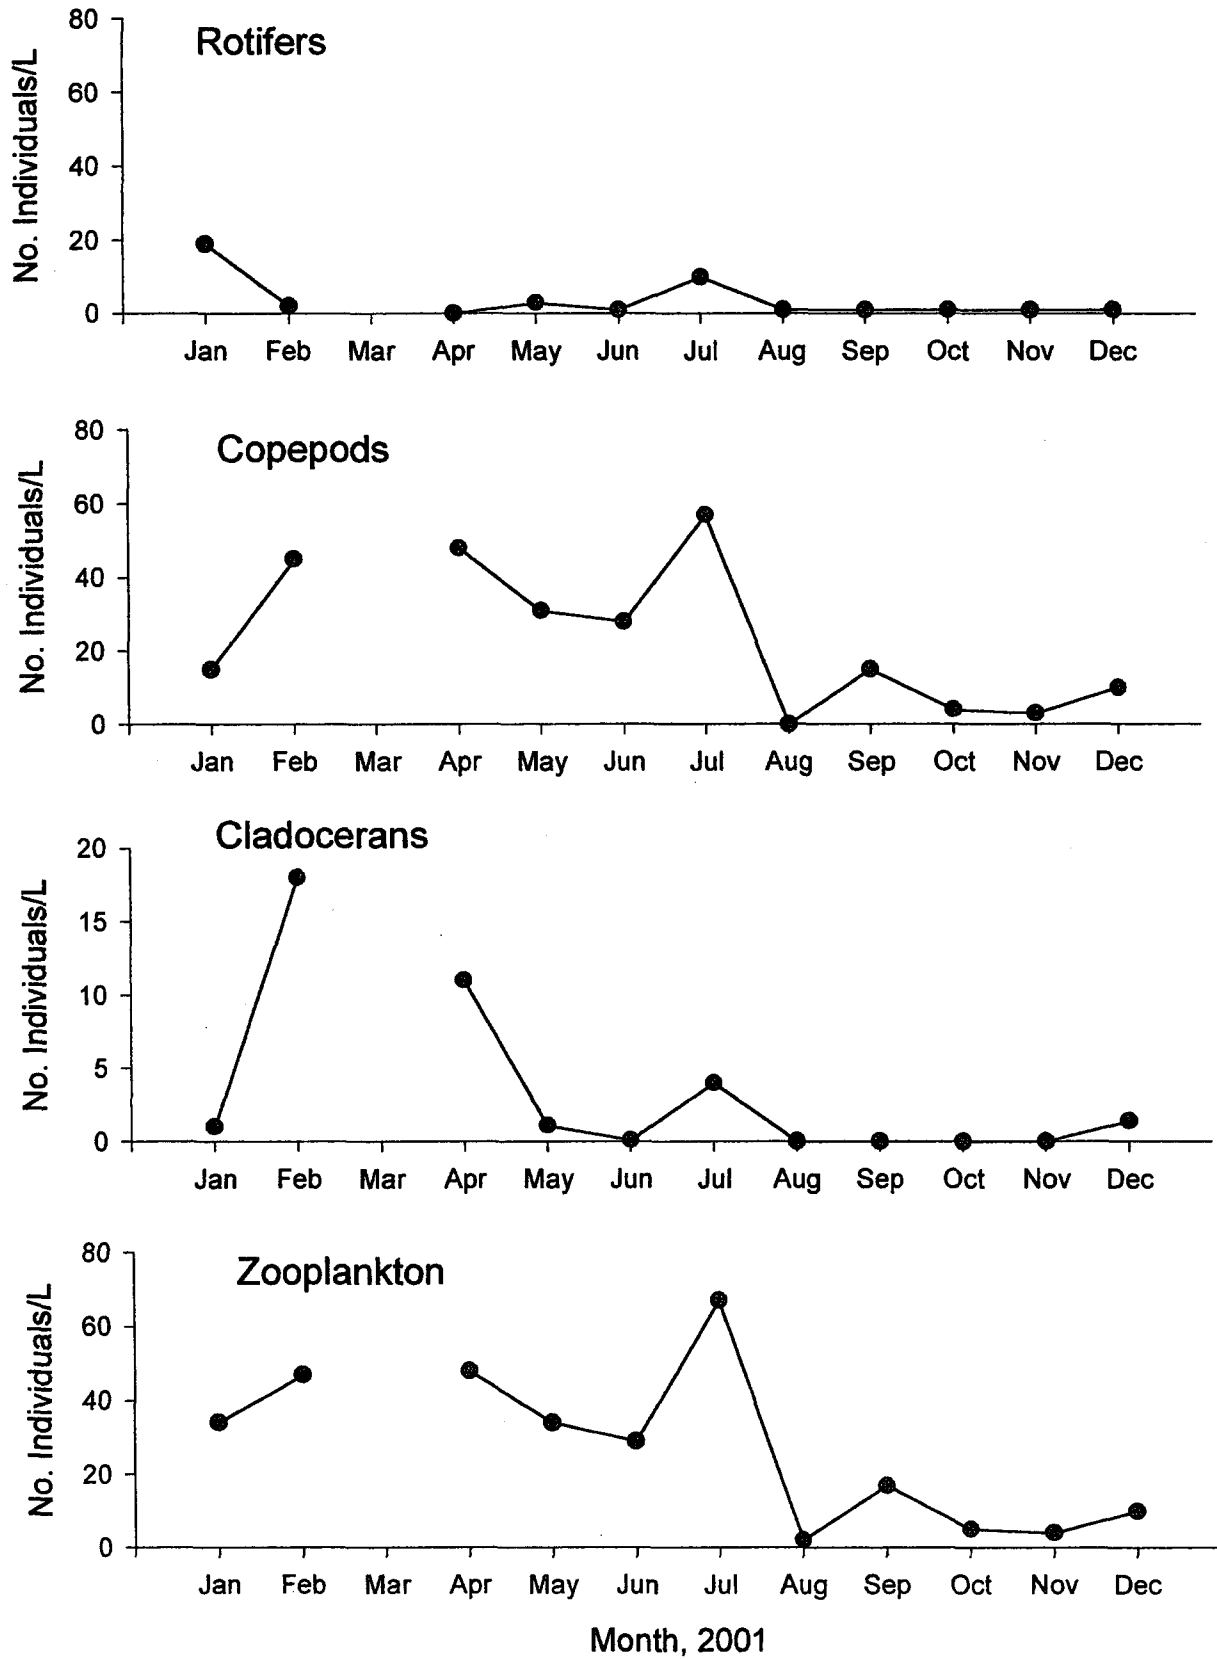 Rotifers
No. Individuals/L
80
60
40
20
0
Jan Feb Mar Apr May Jun Jul Aug Sep Oct Nov Dec
Copepods
No. Individuals/L
80
60
40
20
0
Jan Feb Mar Apr May Jun Jul Aug Sep Oct Nov Dec
Cladocerans
No. Individuals/L
20
15
10
5
0
Jan Feb Mar Apr May Jun Jul Aug Sep Oct Nov Dec
Zooplankton
No. Individuals/L
80
60
40
20
0
Jan Feb Mar Apr May Jun Jul Aug Sep Oct Nov Dec
Month, 2001